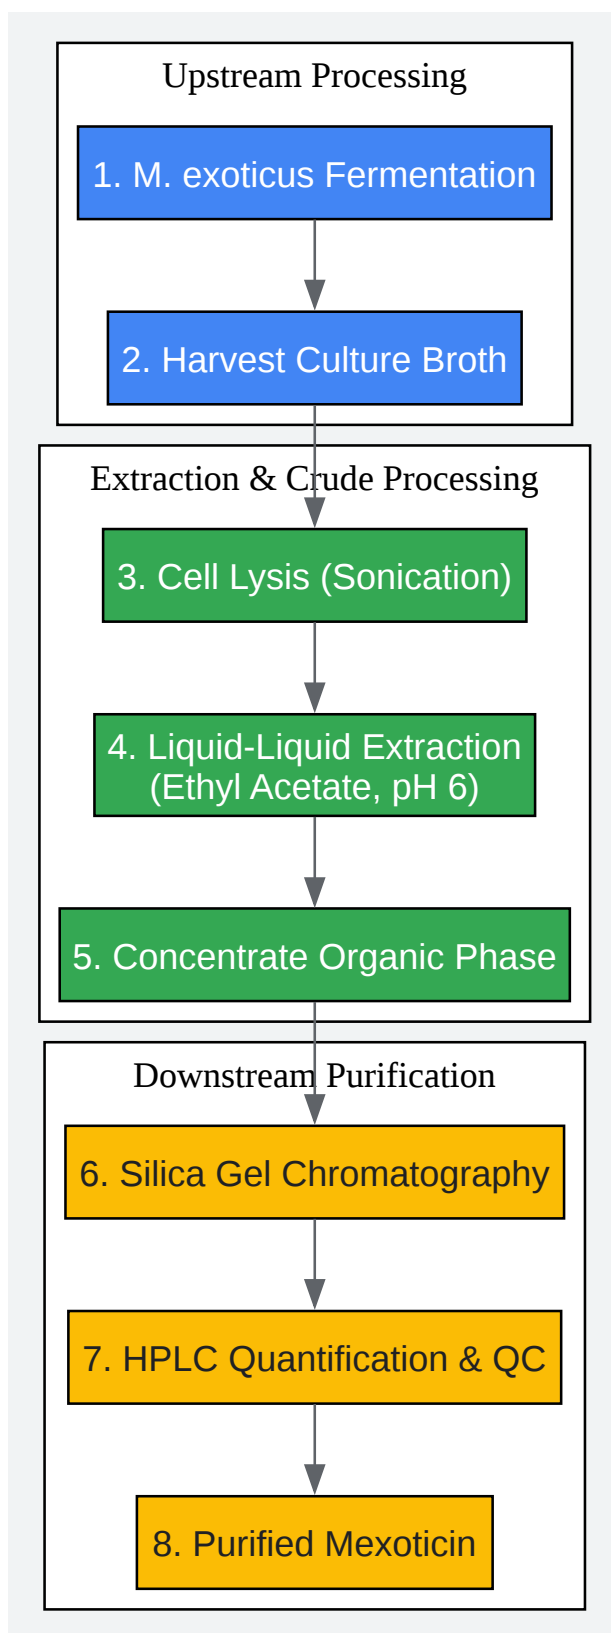 Upstream Processing
1. M. exoticus Fermentation
2. Harvest Culture Broth
Extraction & Crude Processing
3. Cell Lysis (Sonication)
4. Liquid-Liquid Extraction
(Ethyl Acetate, pH 6)
5. Concentrate Organic Phase
Downstream Purification
6. Silica Gel Chromatography
7. HPLC Quantification & QC
8. Purified Mexoticin